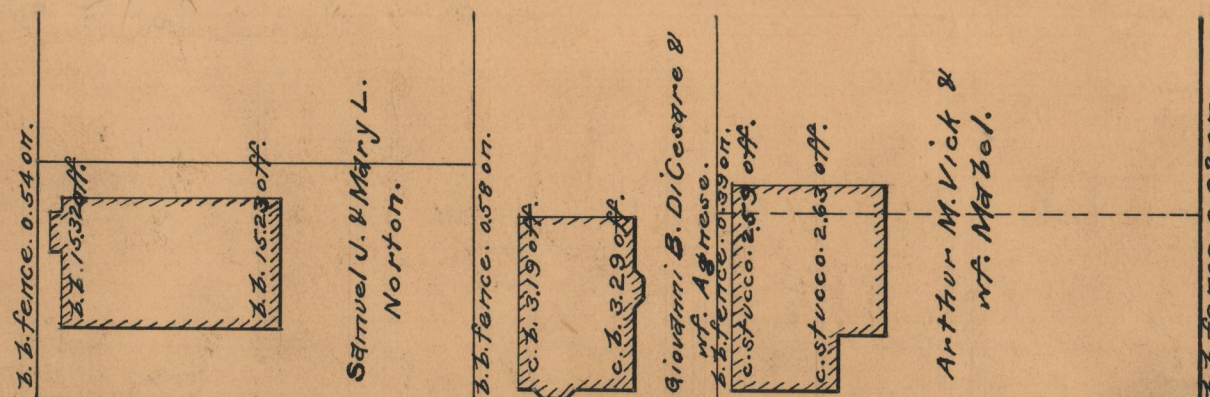 b.b. fence. 0.54 on.
b.b. 15.32 off.
b.b. 15.23 off.
Samuel J. & Mary L.
Norton.
b.b. fence. 0.58 on.
c.b. 3.19 off.
c.b. 3.29 off.
Giovanni B. DiCesare &
wf. Agnese.
b.b. fence. 0.39 on.
c. stucco. 2.59 off.
c. stucco. 2.63 off.
Arthur M. Vick &
wf. Mabel.
b.b. fence